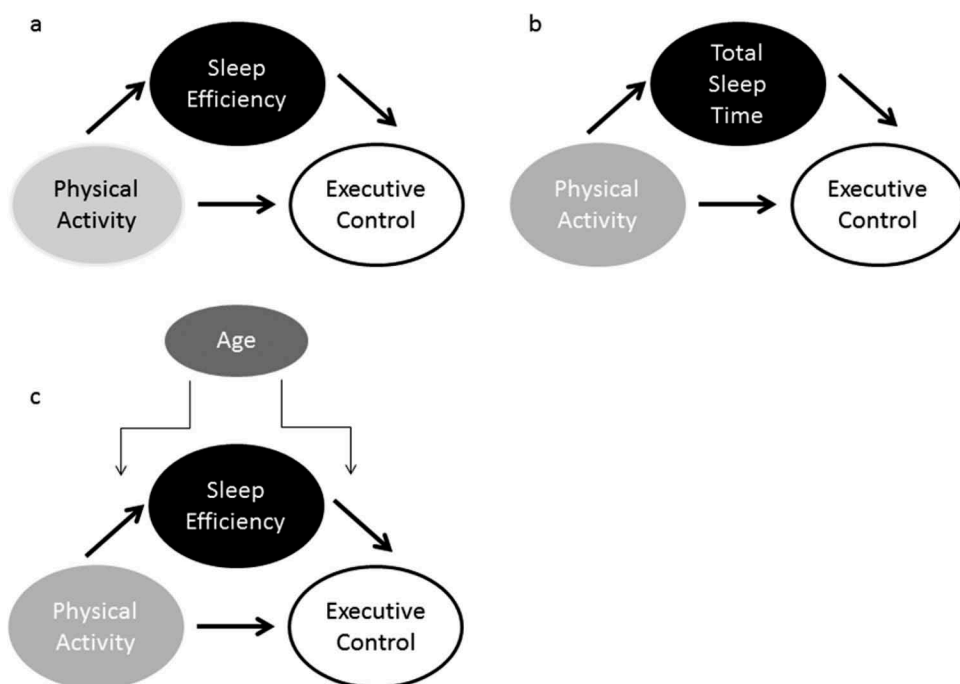 a
Sleep
Efficiency
Physical
Activity
Executive
Control
b
Total
Sleep
Time
Physical
Activity
Executive
Control
c
Age
Sleep
Efficiency
Physical
Activity
Executive
Control